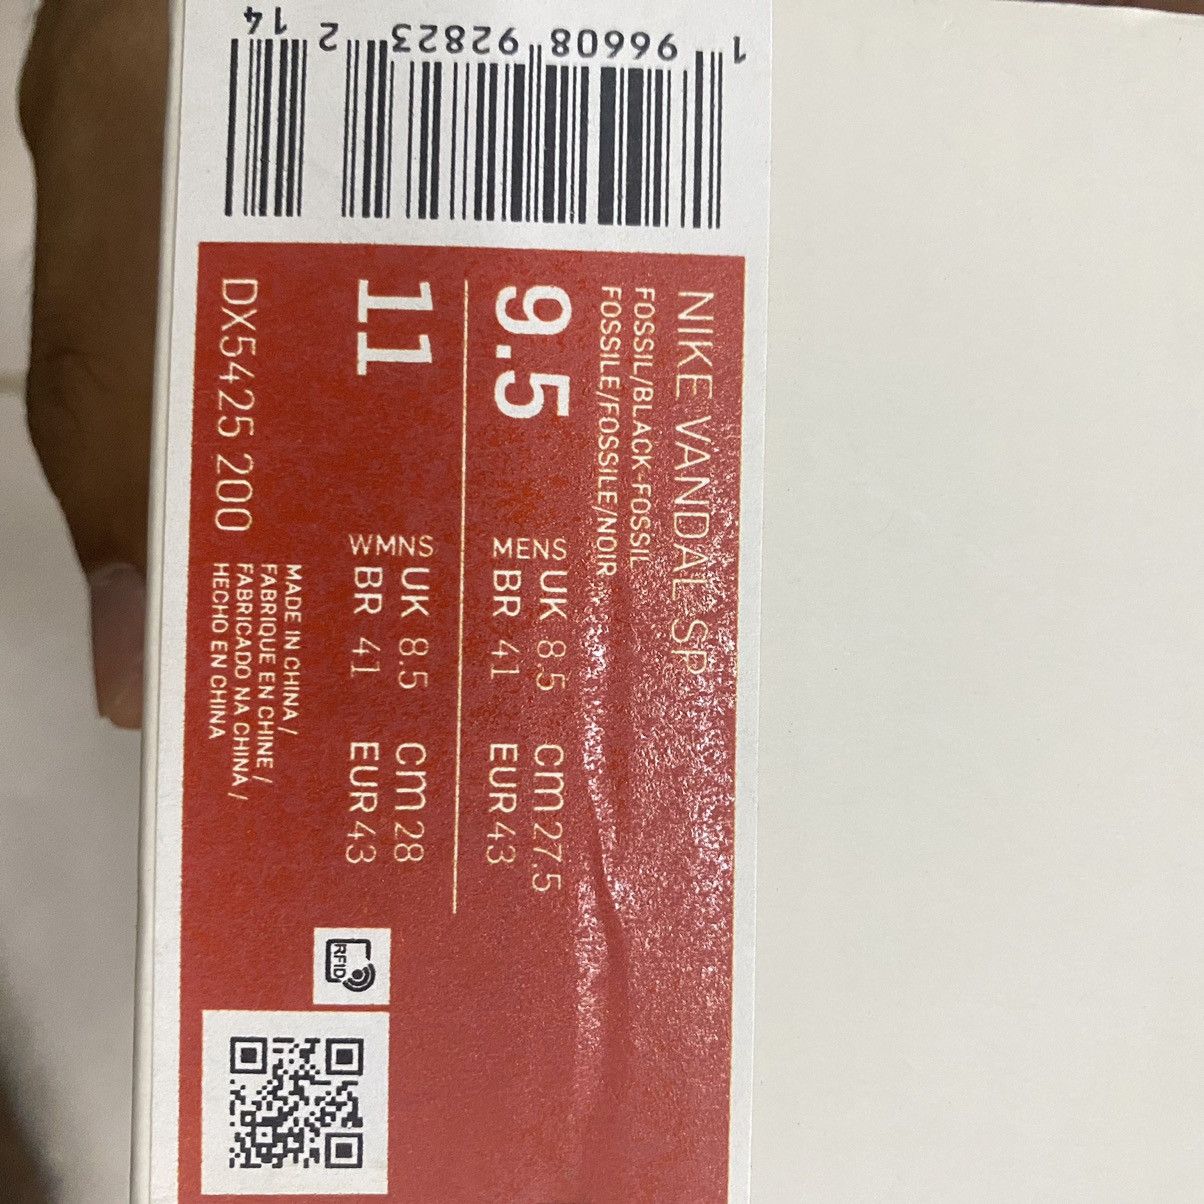 NIKE VANDAL SP
FOSSIL/BLACK-FOSSIL
FOSSILE/FOSSILE/NOIR
9.5
MENS UK 8.5 cm 27.5
BR 41 EUR 43
11
WMNS UK 8.5 cm 28
BR 41 EUR 43
DX5425 200
MADE IN CHINA /
FABRIQUE EN CHINE /
FABRICADO NA CHINA /
HECHO EN CHINA
RFID
1 96608 92823 2 14